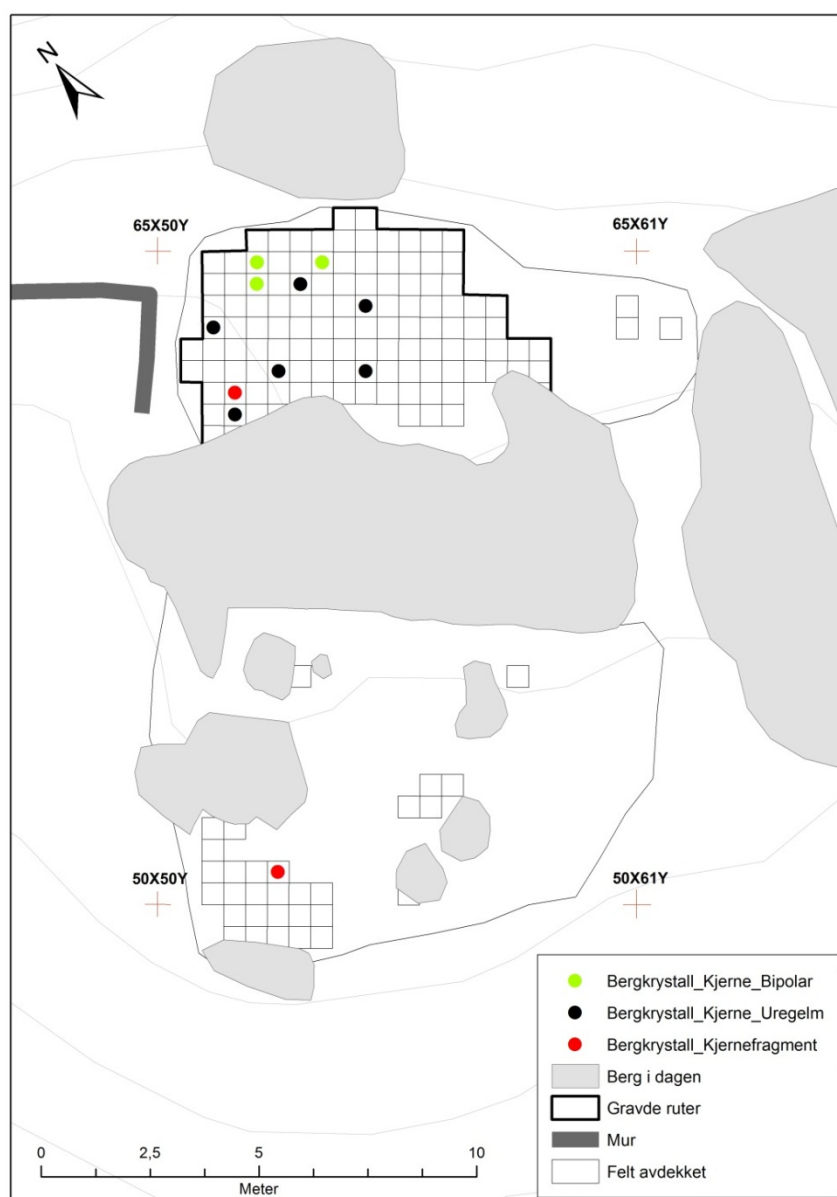 N
65X50Y
65X61Y
50X50Y
50X61Y
Bergkrystall_Kjerne_Bipolar
Bergkrystall_Kjerne_Uregelm
Bergkrystall_Kjernefragment
Berg i dagen
Gravde ruter
Mur
Felt avdekket
0 2,5 5 10
Meter